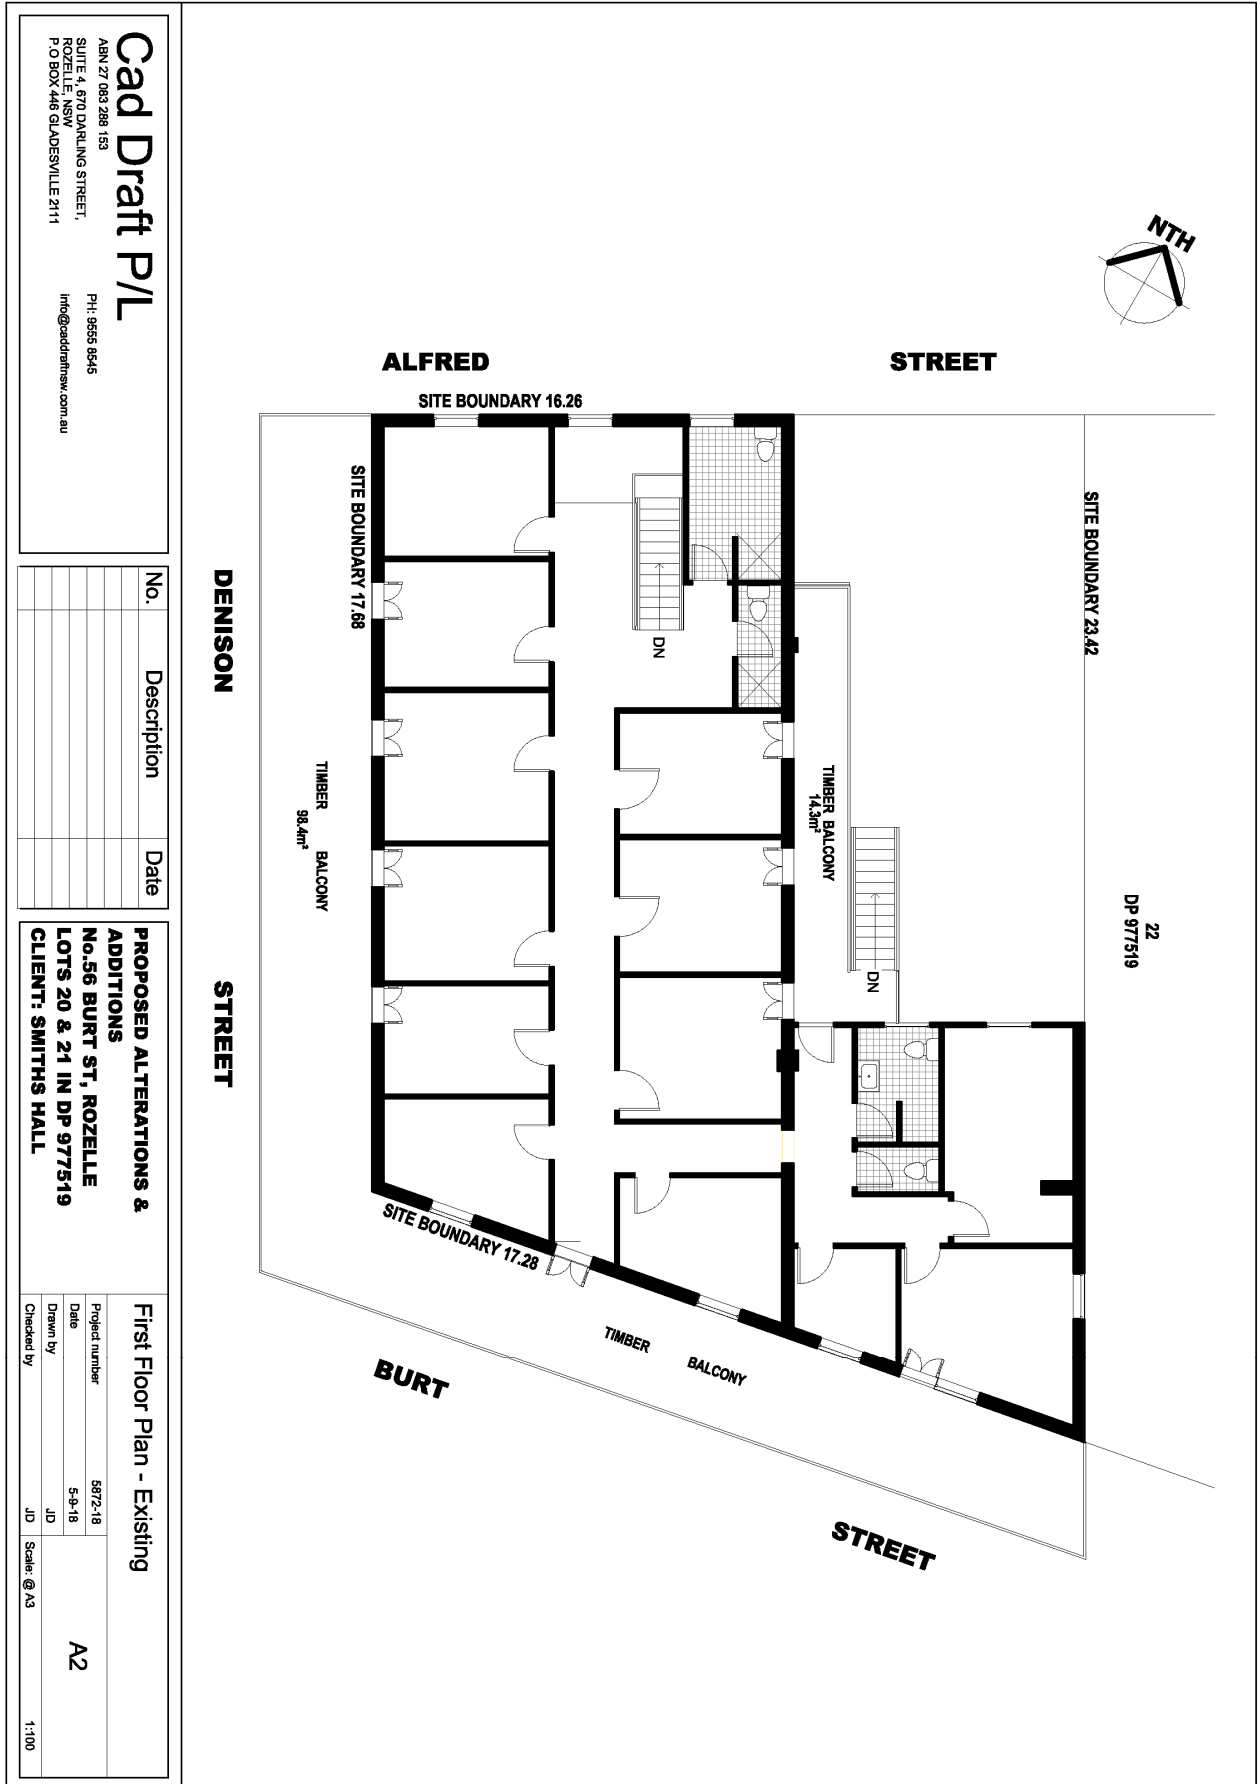 NTH
ALFRED STREET
SITE BOUNDARY 16.26
SITE BOUNDARY 17.68
SITE BOUNDARY 23.42
DENISON STREET
DN
TIMBER BALCONY
98.4m²
TIMBER BALCONY
14.3m²
DN
22
DP 977519
SITE BOUNDARY 17.28
TIMBER BALCONY
BURT STREET
Cad Draft P/L
ABN 27 083 288 153
SUITE 4, 670 DARLING STREET,
ROZELLE, NSW
P.O BOX 446 GLADESVILLE 2111
PH: 9555 8545
info@caddraftnsw.com.au
No. Description Date
PROPOSED ALTERATIONS &
ADDITIONS
No.56 BURT ST, ROZELLE
LOTS 20 & 21 IN DP 977519
CLIENT: SMITHS HALL
First Floor Plan - Existing
Project number 5872-18
Date 5-9-18
Drawn by JD
Checked by JD
A2
Scale: @ A3 1:100